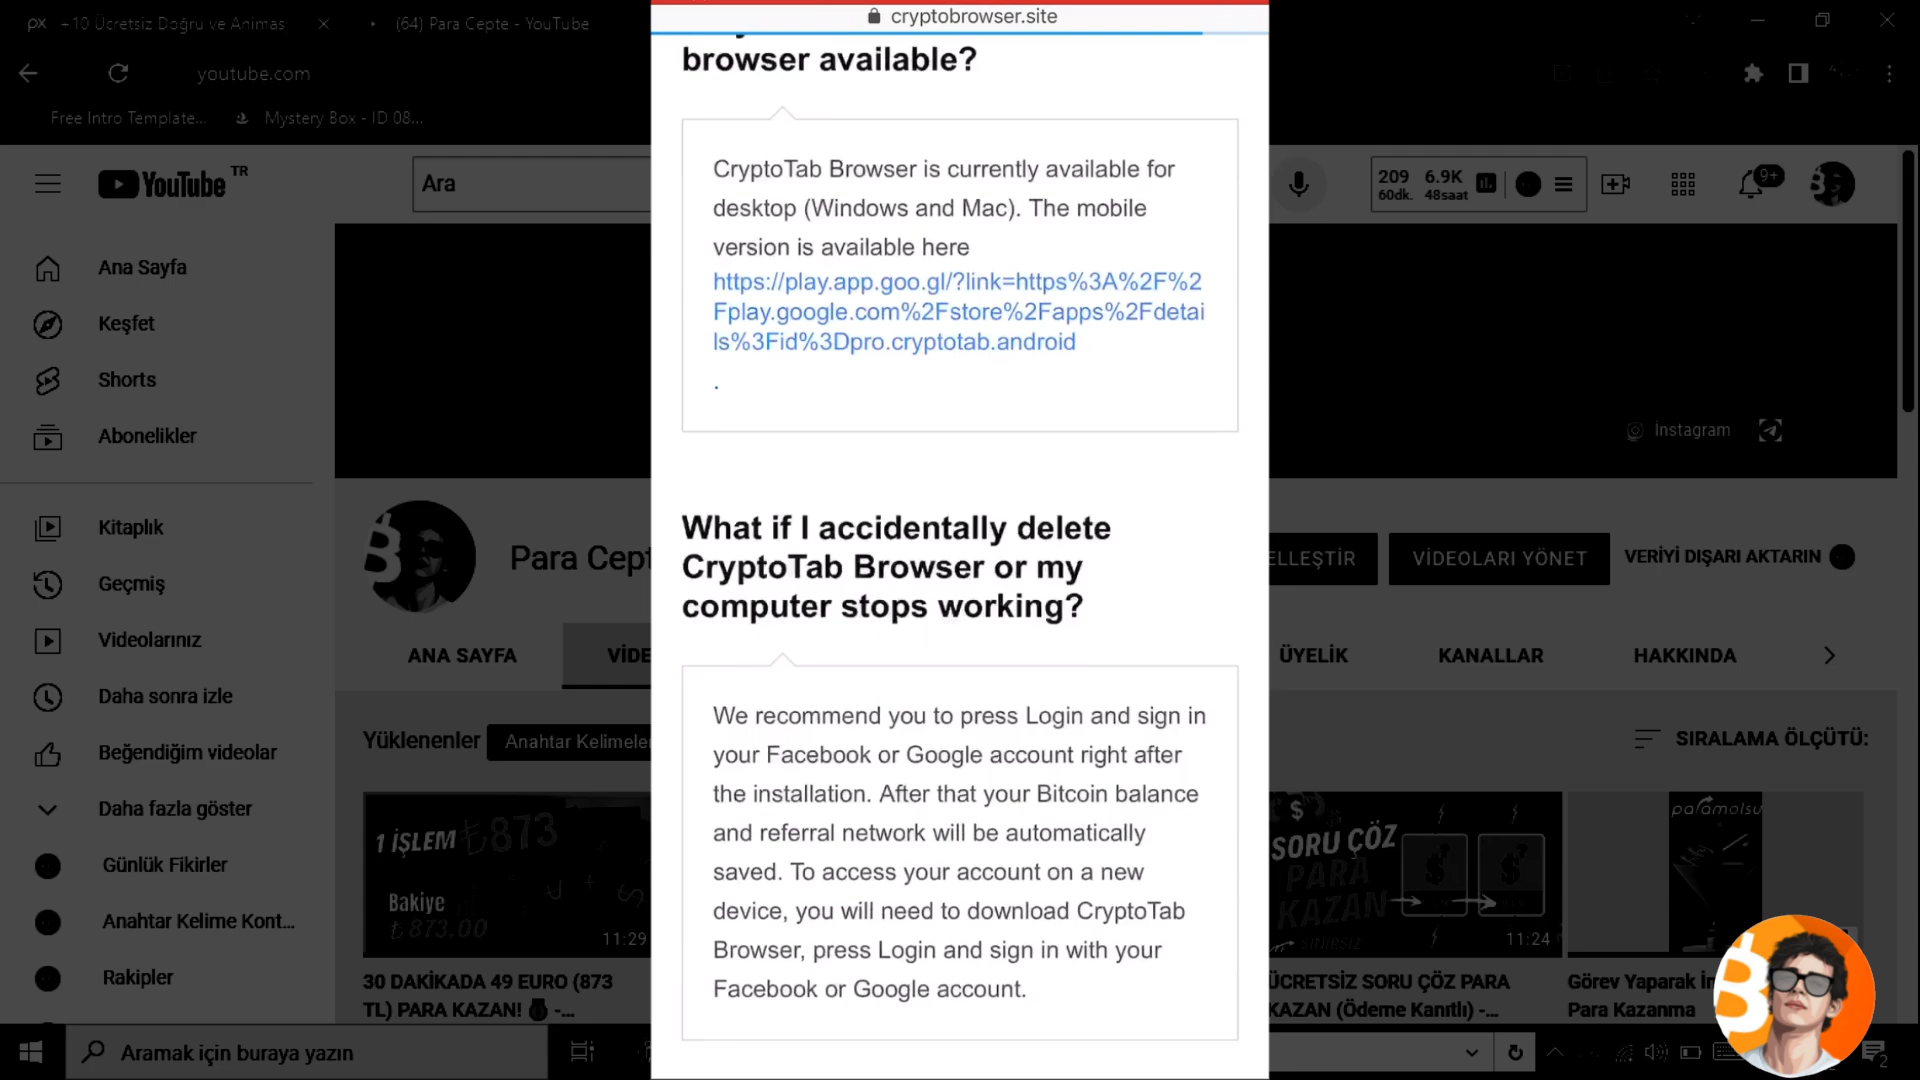 +10 Ücretsiz Doğru ve Animas
(64) Para Cepte - YouTube
cryptobrowser.site
youtube.com
Free Intro Template...
Mystery Box - ID 08...
browser available?
CryptoTab Browser is currently available for
desktop (Windows and Mac). The mobile
version is available here
https://play.app.goo.gl/?link=https%3A%2F%2
Fplay.google.com%2Fstore%2Fapps%2Fdetai
ls%3Fid%3Dpro.cryptotab.android
.
What if I accidentally delete
CryptoTab Browser or my
computer stops working?
We recommend you to press Login and sign in
your Facebook or Google account right after
the installation. After that your Bitcoin balance
and referral network will be automatically
saved. To access your account on a new
device, you will need to download CryptoTab
Browser, press Login and sign in with your
Facebook or Google account.
YouTube TR
Ara
209 6.9K
60dk. 48saat
9+
Ana Sayfa
Keşfet
Shorts
Abonelikler
Kitaplık
Geçmiş
Videolarınız
Daha sonra izle
Beğendiğim videolar
Daha fazla göster
Günlük Fikirler
Anahtar Kelime Kont...
Rakipler
İnstagram
Para Cept
ELLEŞTİR
VİDEOLARI YÖNET
VERİYİ DIŞARI AKTARIN
ANA SAYFA
VİDE
ÜYELİK
KANALLAR
HAKKINDA
Yüklenenler
Anahtar Kelimele
SIRALAMA ÖLÇÜTÜ:
1 İŞLEM ₺873
Bakiye
₺873.00
11:29
30 DAKİKADA 49 EURO (873
TL) PARA KAZAN! -...
SORU ÇÖZ
PARA
KAZAN
SINIRSIZ
11:24
ÜCRETSİZ SORU ÇÖZ PARA
KAZAN (Ödeme Kanıtlı) -...
paramolsu
Görev Yaparak İn
Para Kazanma
Aramak için buraya yazın
2